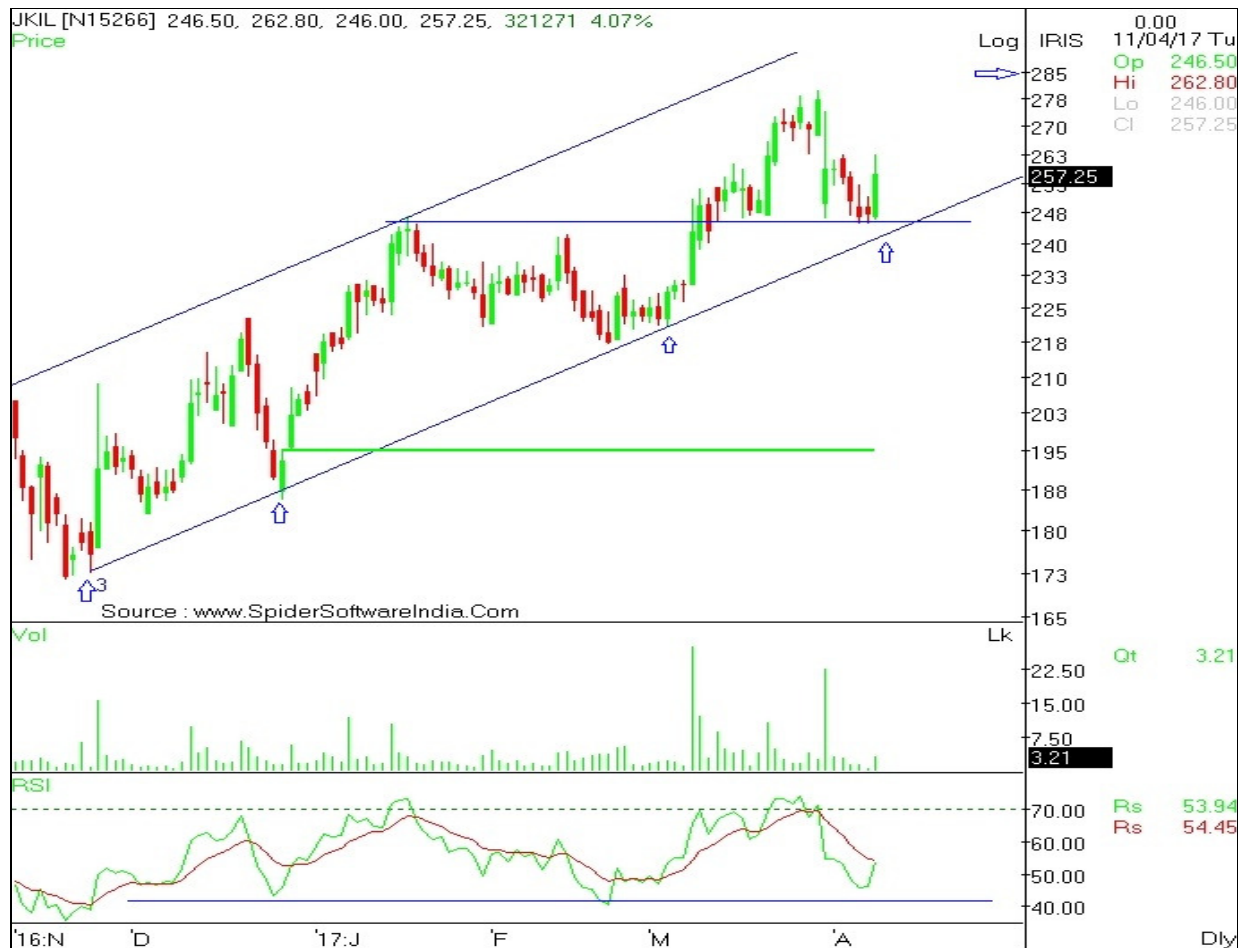 JKIL [N15266] 246.50, 262.80, 246.00, 257.25, 321271 4.07%
0.00
Price
Log
IRIS
11/04/17 Tu
Op 246.50
Hi 262.80
Lo 246.00
Cl 257.25
285
278
270
263
257.25
248
240
233
225
218
210
203
195
188
180
173
165
3
Source : www.SpiderSoftwareIndia.Com
Vol
Lk
Qt 3.21
22.50
15.00
7.50
3.21
RSI
Rs 53.94
Rs 54.45
70.00
60.00
50.00
40.00
'16:N 'D '17:J 'F 'M 'A Dly